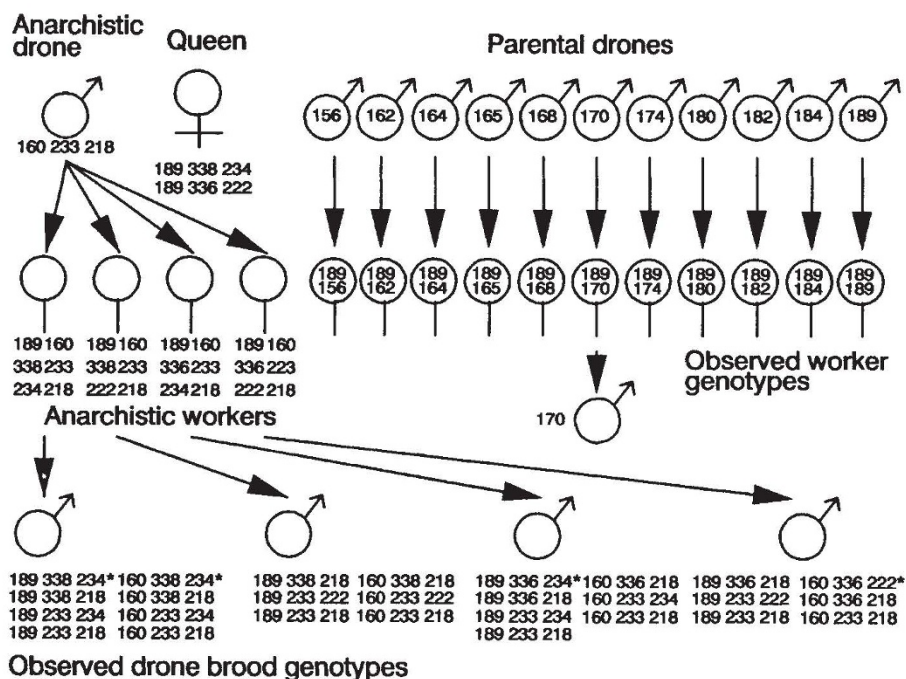 Anarchistic
drone
Queen
Parental drones
160 233 218
189 338 234
189 336 222
156 162 164 165 168 170 174 180 182 184 189
189 189 189 189 189 189 189 189 189 189 189
156 162 164 165 168 170 174 180 182 184 189
189 160 189 160 189 160 189 160
338 233 338 233 336 233 336 223
234 218 222 218 234 218 222 218
Observed worker
genotypes
170
Anarchistic workers
189 338 234* 160 338 234* 189 338 218 160 338 218 189 336 234* 160 336 218 189 336 218 160 336 222*
189 338 218 160 338 218 189 233 222 160 233 222 189 336 218 160 233 234 189 233 222 160 336 218
189 233 234 160 233 234 189 233 218 160 233 218 189 233 234 160 233 218 189 233 218 160 233 218
189 233 218 160 233 218 189 233 218
Observed drone brood genotypes